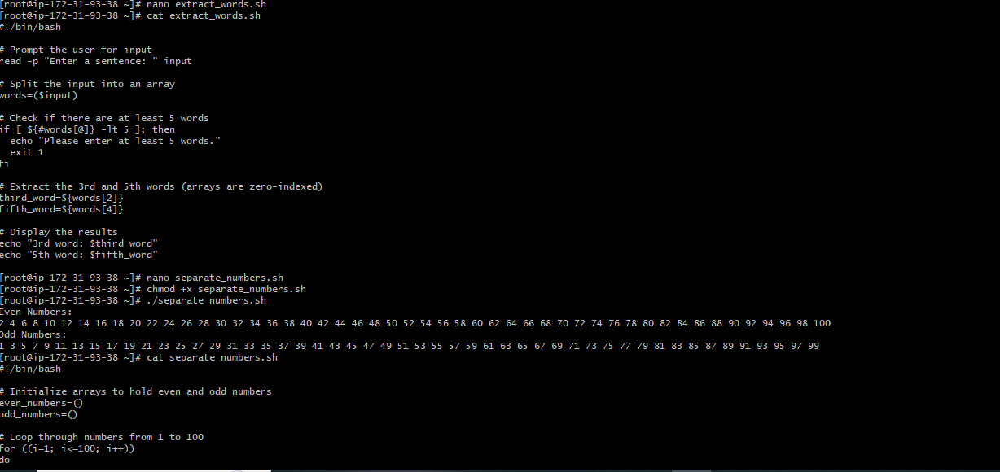 [root@ip-172-31-93-38 ~]# nano extract_words.sh
[root@ip-172-31-93-38 ~]# cat extract_words.sh
#!/bin/bash
# Prompt the user for input
read -p "Enter a sentence: " input
# Split the input into an array
words=($input)
# Check if there are at least 5 words
if [ ${#words[@]} -lt 5 ]; then
  echo "Please enter at least 5 words."
  exit 1
fi
# Extract the 3rd and 5th words (arrays are zero-indexed)
third_word=${words[2]}
fifth_word=${words[4]}
# Display the results
echo "3rd word: $third_word"
echo "5th word: $fifth_word"
[root@ip-172-31-93-38 ~]# nano separate_numbers.sh
[root@ip-172-31-93-38 ~]# chmod +x separate_numbers.sh
[root@ip-172-31-93-38 ~]# ./separate_numbers.sh
Even Numbers:
2 4 6 8 10 12 14 16 18 20 22 24 26 28 30 32 34 36 38 40 42 44 46 48 50 52 54 56 58 60 62 64 66 68 70 72 74 76 78 80 82 84 86 88 90 92 94 96 98 100
Odd Numbers:
1 3 5 7 9 11 13 15 17 19 21 23 25 27 29 31 33 35 37 39 41 43 45 47 49 51 53 55 57 59 61 63 65 67 69 71 73 75 77 79 81 83 85 87 89 91 93 95 97 99
[root@ip-172-31-93-38 ~]# cat separate_numbers.sh
#!/bin/bash
# Initialize arrays to hold even and odd numbers
even_numbers=()
odd_numbers=()
# Loop through numbers from 1 to 100
for ((i=1; i<=100; i++))
do